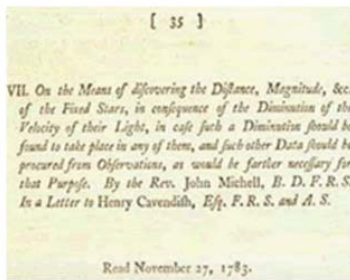 [ 35 ]
VII. On the Means of diſcovering the Diſtance, Magnitude, &c.
of the Fixed Stars, in conſequence of the Diminution of the
Velocity of their Light, in caſe ſuch a Diminution ſhould be
found to take place in any of them, and ſuch other Data ſhould be
procured from Obſervations, as would be farther neceſſary for
that Purpoſe. By the Rev. John Michell, B. D. F. R. S.
In a Letter to Henry Cavendiſh, Eſq. F. R. S. and A. S.
Read November 27, 1783.